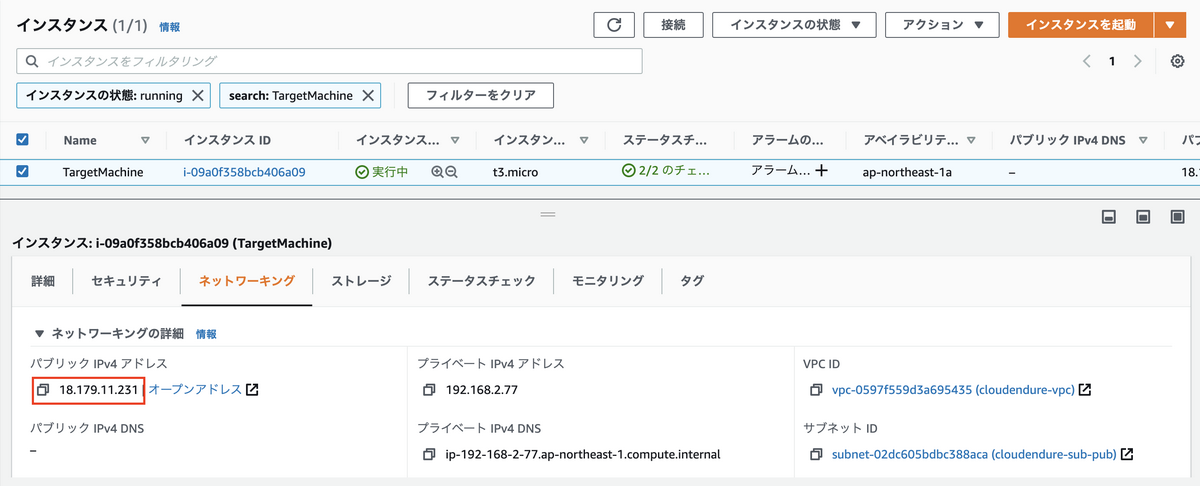 インスタンス (1/1) 情報 接続 インスタンスの状態 アクション インスタンスを起動
インスタンスをフィルタリング 1
インスタンスの状態: running search: TargetMachine フィルターをクリア
Name インスタンス ID インスタンス... インスタン... ステータスチ... アラームの... アベイラビリテ... パブリック IPv4 DNS パブ
TargetMachine i-09a0f358bcb406a09 実行中 t3.micro 2/2 のチェ... アラーム... ap-northeast-1a – 18.
インスタンス: i-09a0f358bcb406a09 (TargetMachine)
詳細 セキュリティ ネットワーキング ストレージ ステータスチェック モニタリング タグ
ネットワーキングの詳細 情報
パブリック IPv4 アドレス プライベート IPv4 アドレス VPC ID
18.179.11.231 オープンアドレス 192.168.2.77 vpc-0597f559d3a695435 (cloudendure-vpc)
パブリック IPv4 DNS プライベート IPv4 DNS サブネット ID
– ip-192-168-2-77.ap-northeast-1.compute.internal subnet-02dc605bdbc388aca (cloudendure-sub-pub)